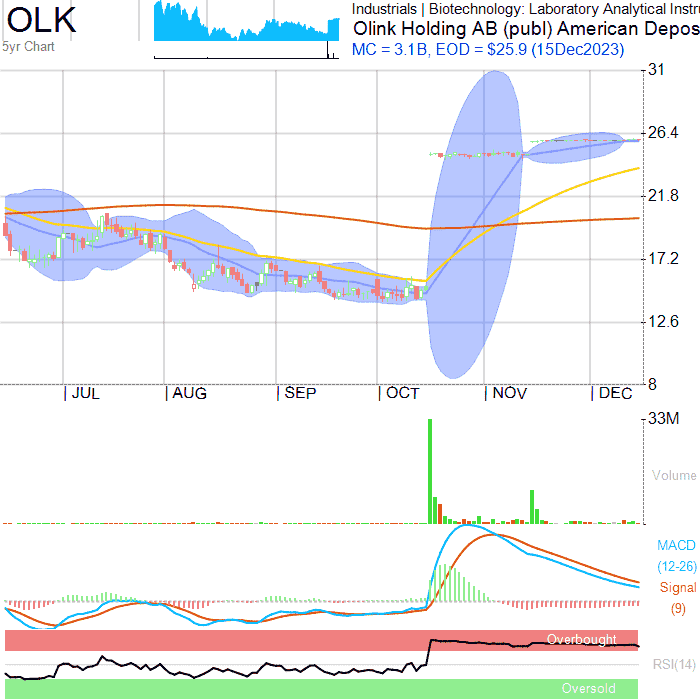 OLK
5yr Chart
Industrials | Biotechnology: Laboratory Analytical Instru
Olink Holding AB (publ) American Depos
MC = 3.1B, EOD = $25.9 (15Dec2023)
31
26.4
21.8
17.2
12.6
8
JUL AUG SEP OCT NOV DEC
33M
Volume
MACD
(12-26)
Signal
(9)
Overbought
RSI(14)
Oversold